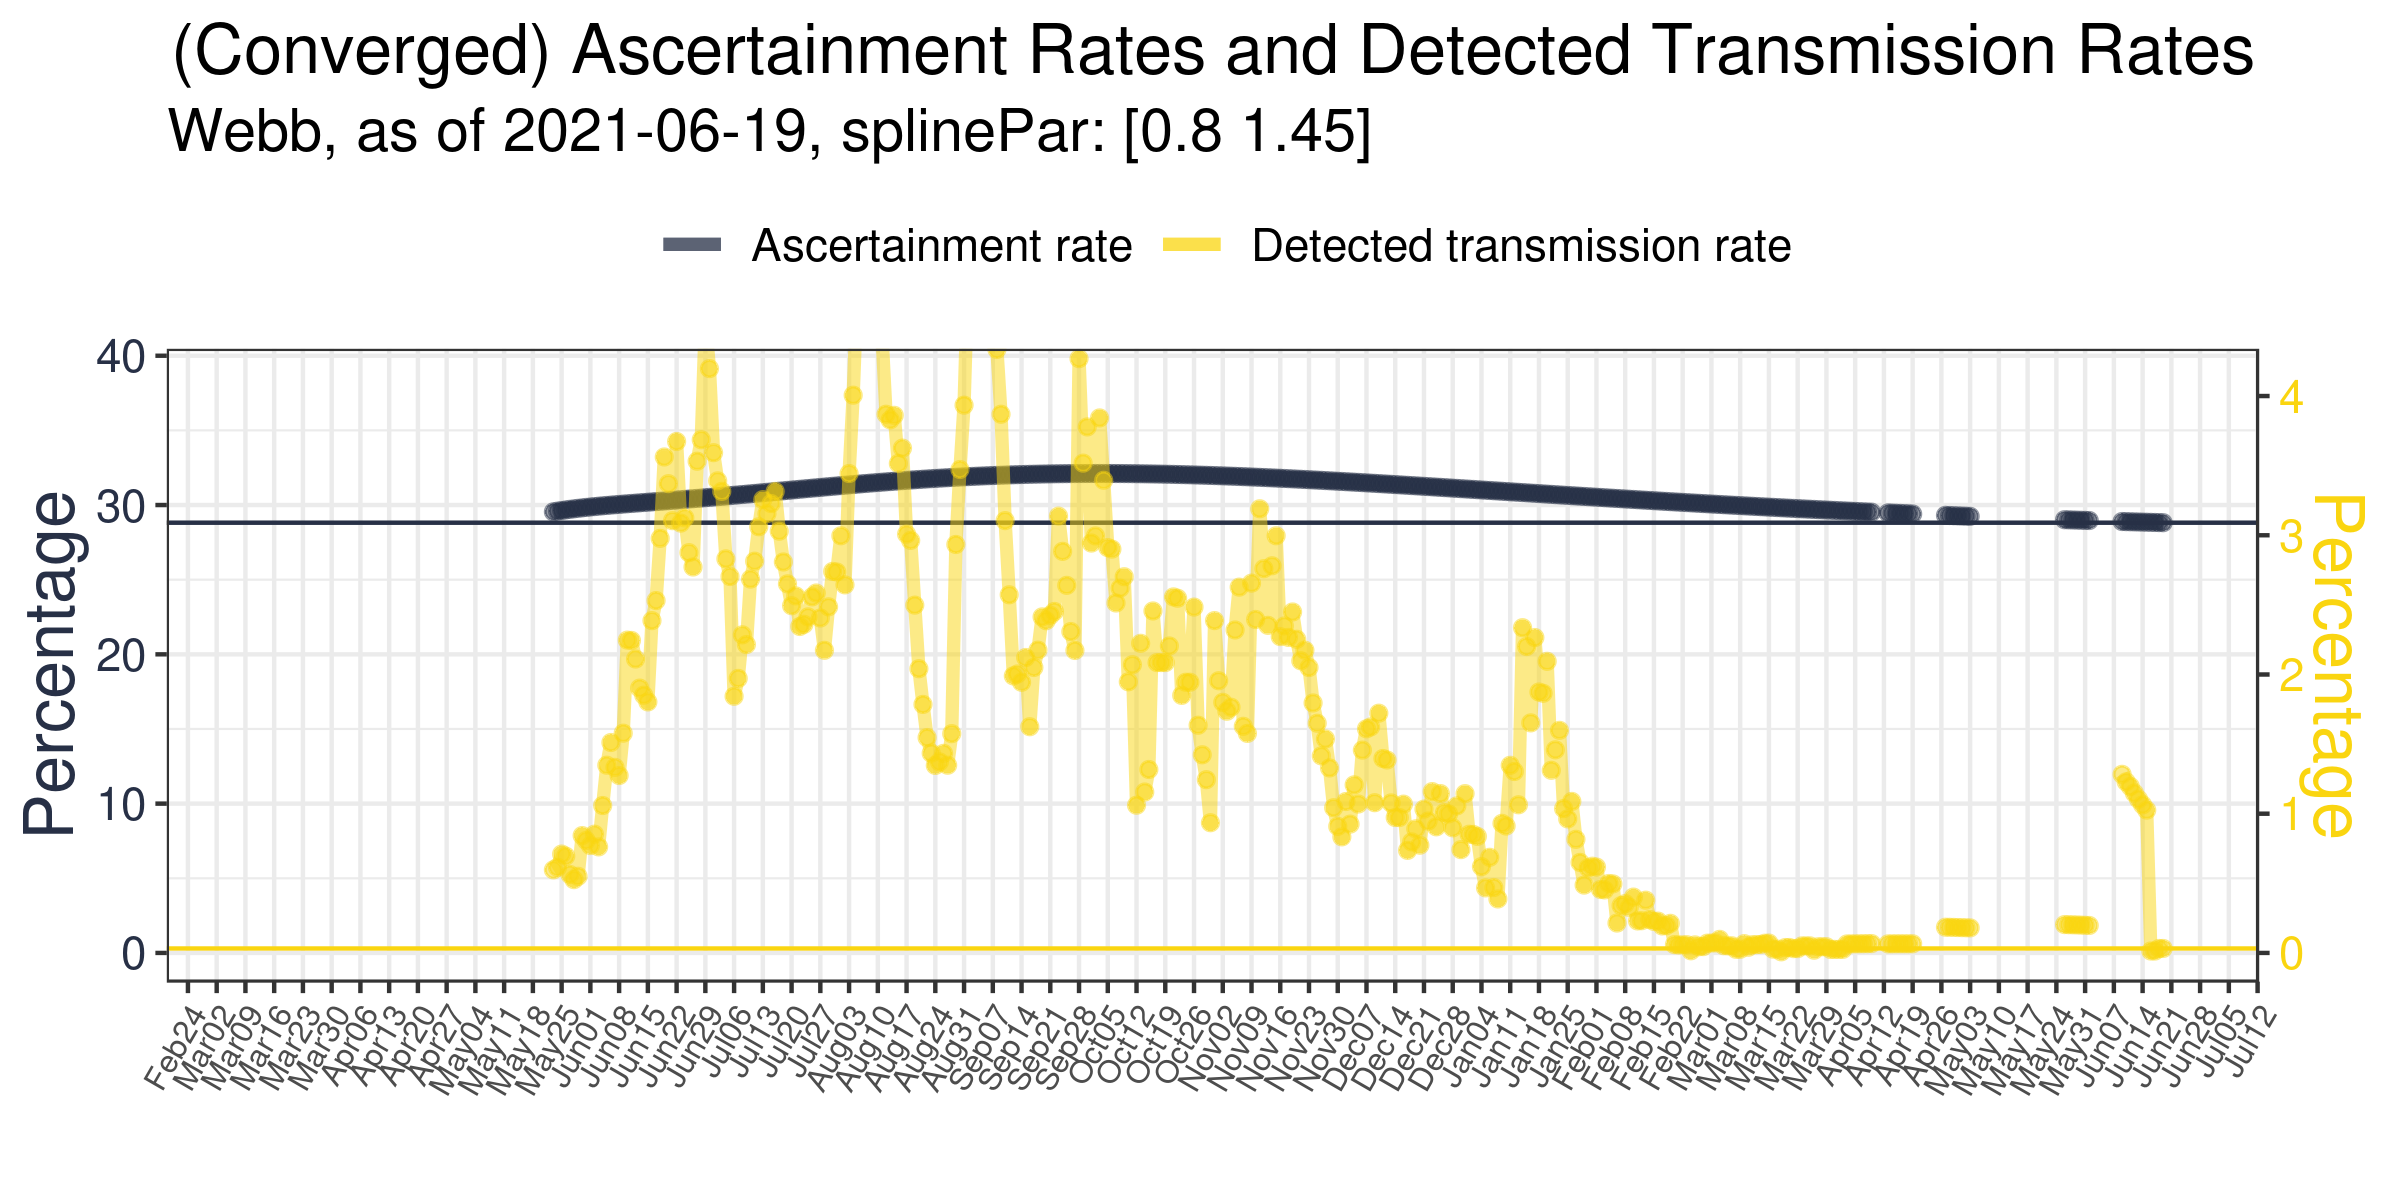 (Converged) Ascertainment Rates and Detected Transmission Rates
Webb, as of 2021-06-19, splinePar: [0.8 1.45]
Ascertainment rate
Detected transmission rate
Percentage
40
30
20
10
0
4
3
2
1
0
Percentage
Feb24
Mar02
Mar09
Mar16
Mar23
Mar30
Apr06
Apr13
Apr20
Apr27
May04
May11
May18
May25
Jun01
Jun08
Jun15
Jun22
Jun29
Jul06
Jul13
Jul20
Jul27
Aug03
Aug10
Aug17
Aug24
Aug31
Sep07
Sep14
Sep21
Sep28
Oct05
Oct12
Oct19
Oct26
Nov02
Nov09
Nov16
Nov23
Nov30
Dec07
Dec14
Dec21
Dec28
Jan04
Jan11
Jan18
Jan25
Feb01
Feb08
Feb15
Feb22
Mar01
Mar08
Mar15
Mar22
Mar29
Apr05
Apr12
Apr19
Apr26
May03
May10
May17
May24
May31
Jun07
Jun14
Jun21
Jun28
Jul05
Jul12